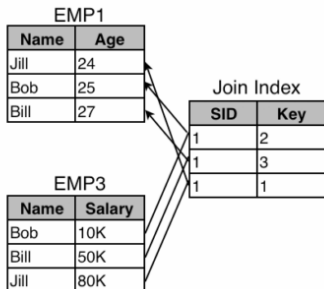 EMP1
Name Age
Jill 24
Bob 25
Bill 27
Join Index
SID Key
1 2
1 3
1 1
EMP3
Name Salary
Bob 10K
Bill 50K
Jill 80K